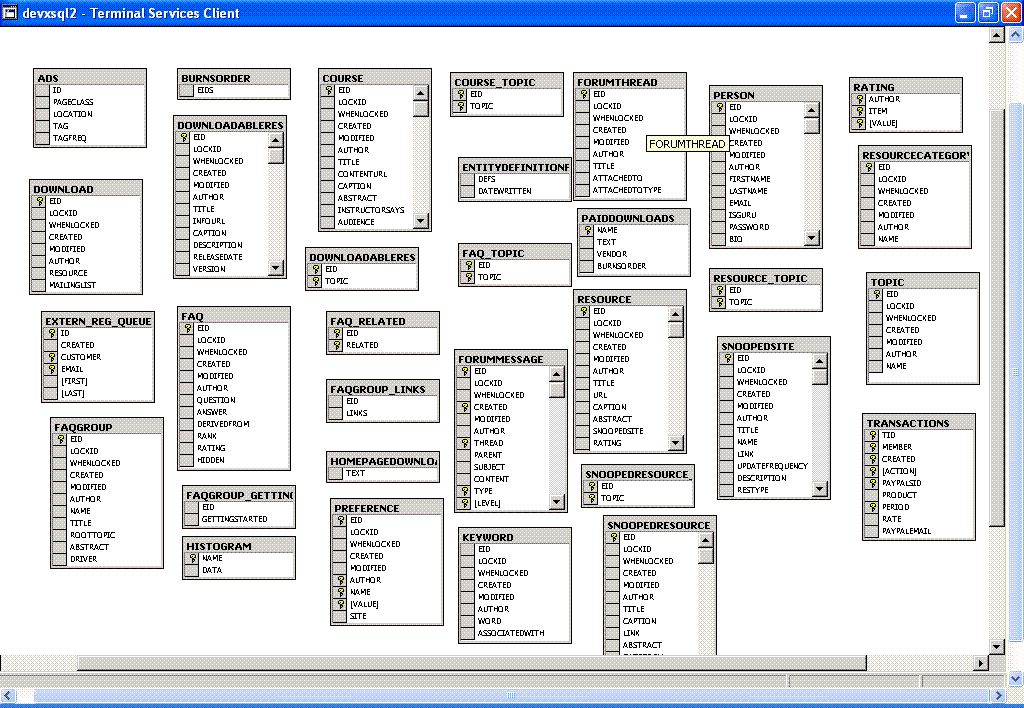 devxsql2 - Terminal Services Client
ADS
ID
PAGECLASS
LOCATION
TAG
TAGFREQ
BURNSORDER
EIDS
COURSE
EID
LOCKID
WHENLOCKED
CREATED
MODIFIED
AUTHOR
TITLE
CONTENTURL
CAPTION
ABSTRACT
INSTRUCTORSAYS
AUDIENCE
COURSE_TOPIC
EID
TOPIC
FORUMTHREAD
EID
LOCKID
WHENLOCKED
CREATED
MODIFIED
AUTHOR
TITLE
ATTACHEDTO
ATTACHEDTOTYPE
FORUMTHREAD
PERSON
EID
LOCKID
WHENLOCKED
CREATED
MODIFIED
AUTHOR
FIRSTNAME
LASTNAME
EMAIL
ISGURU
PASSWORD
BIO
RATING
AUTHOR
ITEM
[VALUE]
DOWNLOADABLERES
EID
LOCKID
WHENLOCKED
CREATED
MODIFIED
AUTHOR
TITLE
INFOURL
CAPTION
DESCRIPTION
RELEASEDATE
VERSION
ENTITYDEFINITIONF
DEFS
DATEWRITTEN
RESOURCECATEGORY
EID
LOCKID
WHENLOCKED
CREATED
MODIFIED
AUTHOR
NAME
DOWNLOAD
EID
LOCKID
WHENLOCKED
CREATED
MODIFIED
AUTHOR
RESOURCE
MAILINGLIST
PAIDDOWNLOADS
NAME
TEXT
VENDOR
BURNSORDER
DOWNLOADABLERES
EID
TOPIC
FAQ_TOPIC
EID
TOPIC
RESOURCE_TOPIC
EID
TOPIC
TOPIC
EID
LOCKID
WHENLOCKED
CREATED
MODIFIED
AUTHOR
NAME
EXTERN_REG_QUEUE
ID
CREATED
CUSTOMER
EMAIL
[FIRST]
[LAST]
FAQ
EID
LOCKID
WHENLOCKED
CREATED
MODIFIED
AUTHOR
QUESTION
ANSWER
DERIVEDFROM
RANK
RATING
HIDDEN
FAQ_RELATED
EID
RELATED
RESOURCE
EID
LOCKID
WHENLOCKED
CREATED
MODIFIED
AUTHOR
TITLE
URL
CAPTION
ABSTRACT
SNOOPEDSITE
RATING
SNOOPEDSITE
EID
LOCKID
WHENLOCKED
CREATED
MODIFIED
AUTHOR
TITLE
NAME
LINK
UPDATEFREQUENCY
DESCRIPTION
RESTYPE
FORUMMESSAGE
EID
LOCKID
WHENLOCKED
CREATED
MODIFIED
AUTHOR
THREAD
PARENT
SUBJECT
CONTENT
TYPE
[LEVEL]
FAQGROUP_LINKS
EID
LINKS
FAQGROUP
EID
LOCKID
WHENLOCKED
CREATED
MODIFIED
AUTHOR
NAME
TITLE
ROOTTOPIC
ABSTRACT
DRIVER
TRANSACTIONS
TID
MEMBER
CREATED
[ACTION]
PAYPALSID
PRODUCT
PERIOD
RATE
PAYPALEMAIL
HOMEPAGEDOWNLOA
TEXT
SNOOPEDRESOURCE_
EID
TOPIC
FAQGROUP_GETTING
EID
GETTINGSTARTED
PREFERENCE
EID
LOCKID
WHENLOCKED
CREATED
MODIFIED
AUTHOR
NAME
[VALUE]
SITE
SNOOPEDRESOURCE
EID
LOCKID
WHENLOCKED
CREATED
MODIFIED
AUTHOR
TITLE
CAPTION
LINK
ABSTRACT
KEYWORD
EID
LOCKID
WHENLOCKED
CREATED
MODIFIED
AUTHOR
WORD
ASSOCIATEDWITH
HISTOGRAM
NAME
DATA